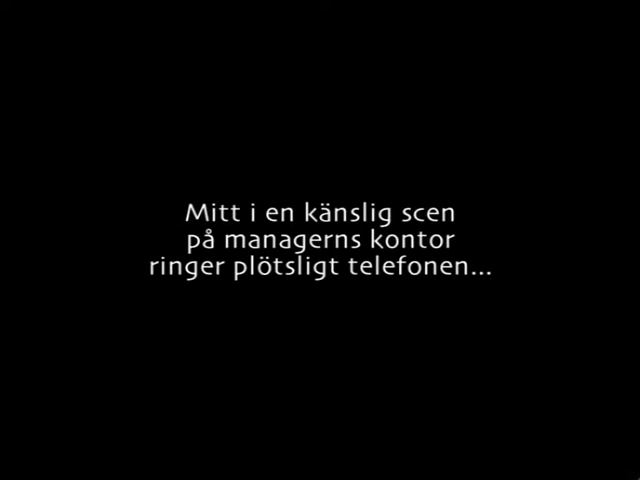 Mitt i en känslig scen
på managerns kontor
ringer plötsligt telefonen...